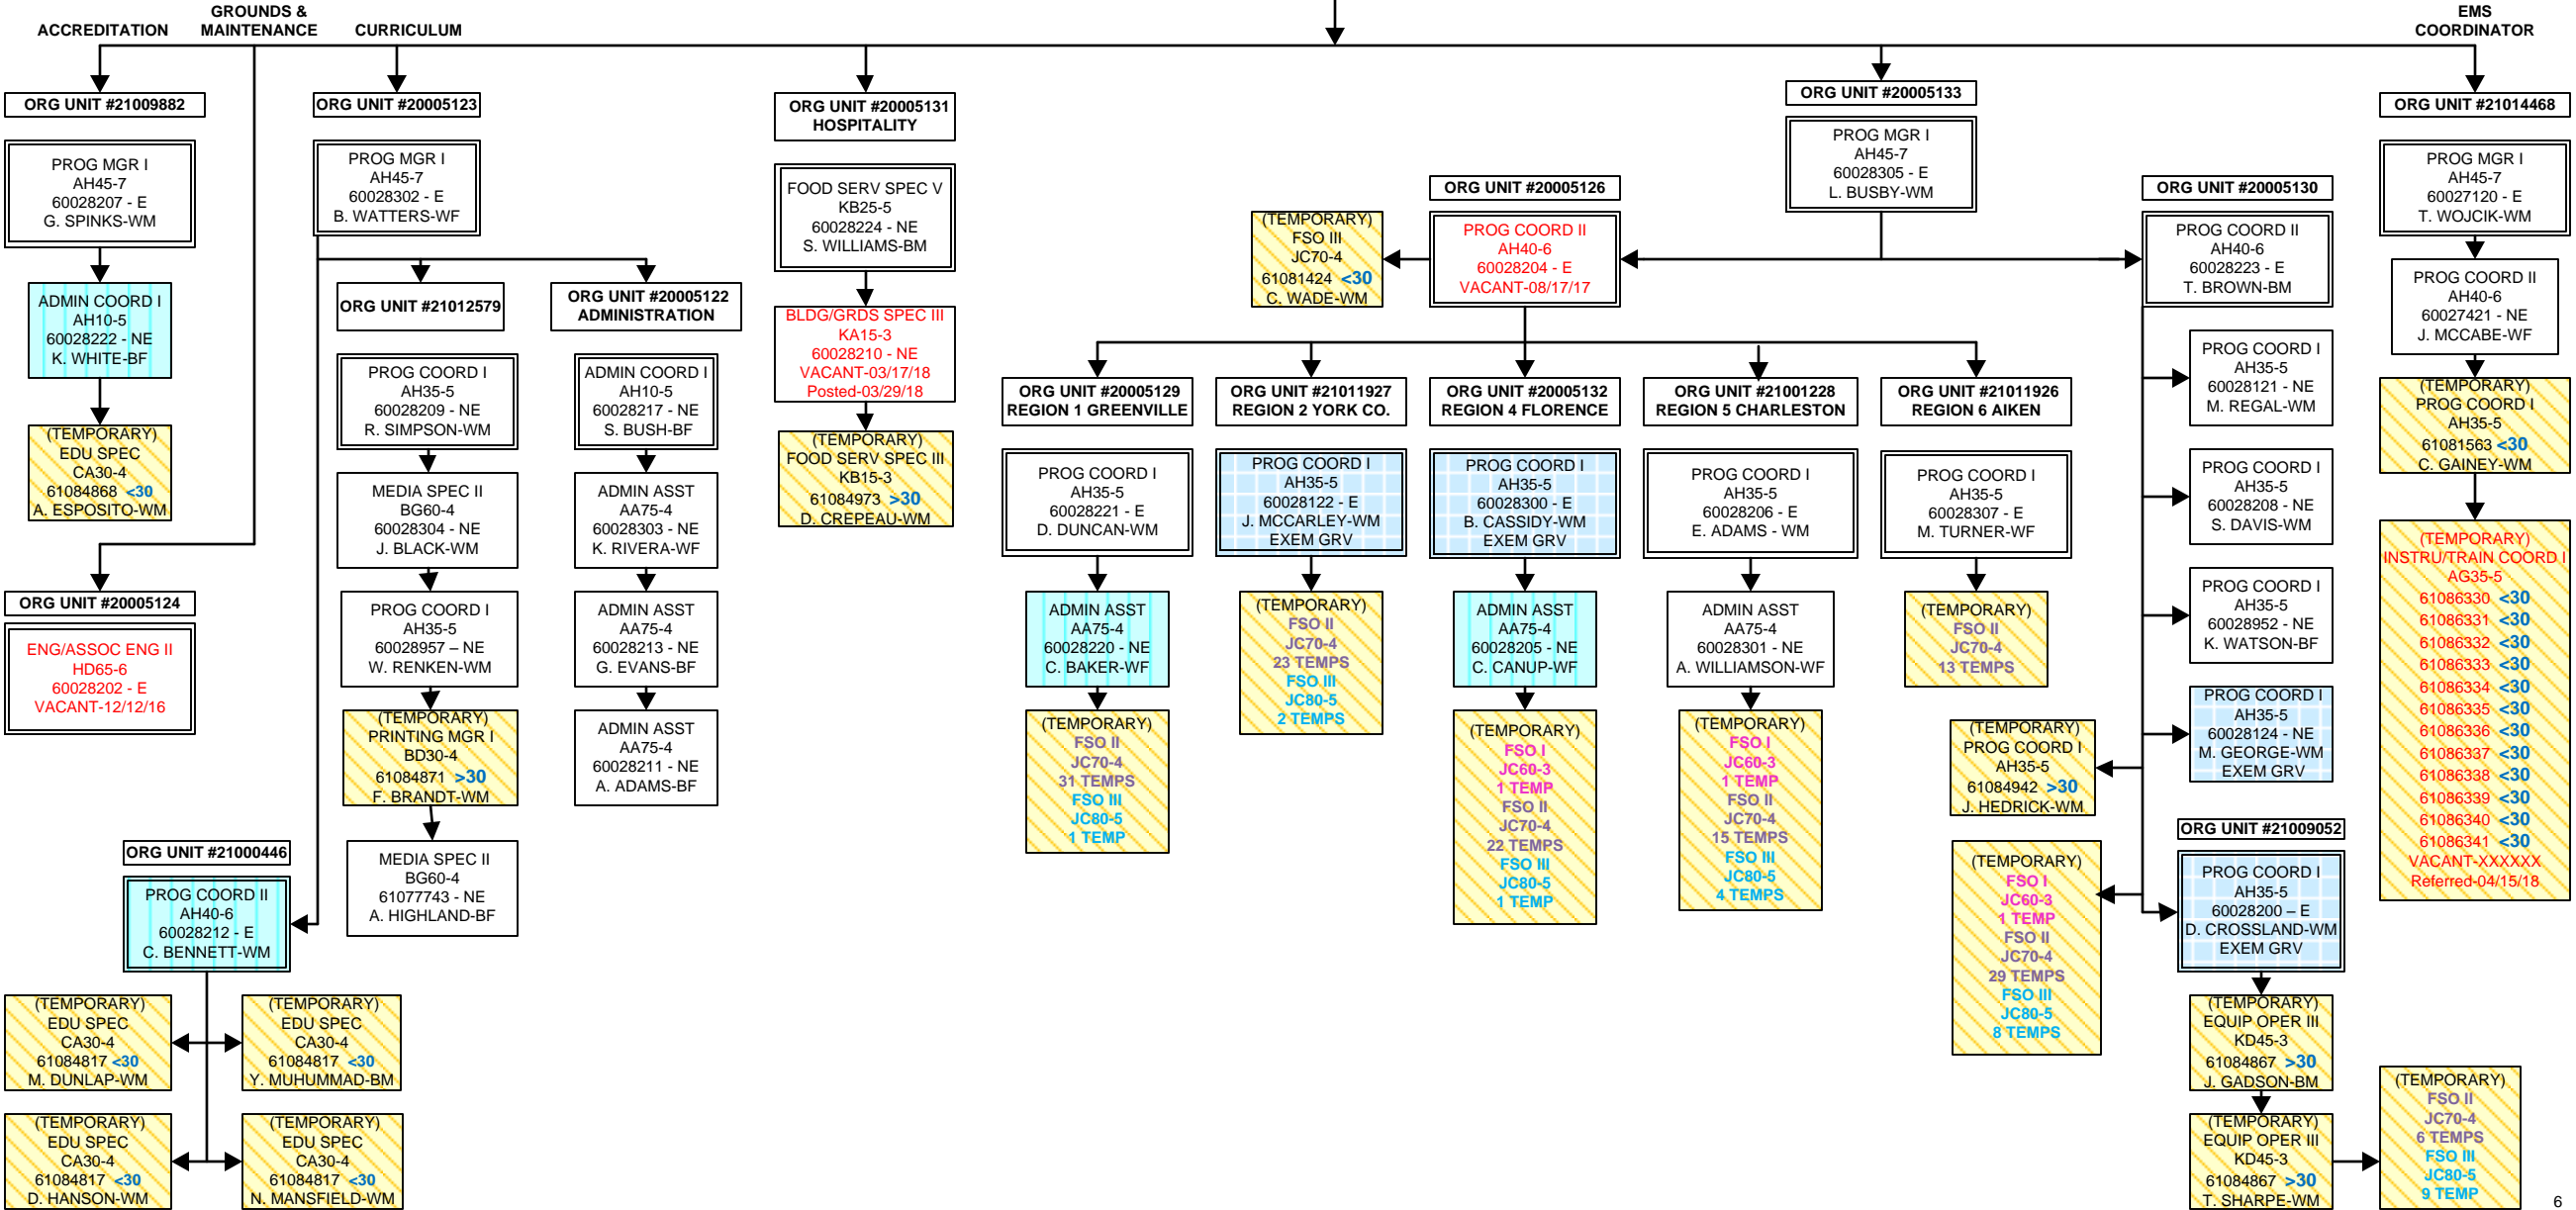 ACCREDITATION
GROUNDS &
MAINTENANCE
CURRICULUM
EMS
COORDINATOR
ORG UNIT #21009882
PROG MGR I
AH45-7
60028207 - E
G. SPINKS-WM
ADMIN COORD I
AH10-5
60028222 - NE
K. WHITE-BF
(TEMPORARY)
EDU SPEC
CA30-4
61084868 <30
A. ESPOSITO-WM
ORG UNIT #20005124
ENG/ASSOC ENG II
HD65-6
60028202 - E
VACANT-12/12/16
ORG UNIT #20005123
PROG MGR I
AH45-7
60028302 - E
B. WATTERS-WF
ORG UNIT #21012579
PROG COORD I
AH35-5
60028209 - NE
R. SIMPSON-WM
MEDIA SPEC II
BG60-4
60028304 - NE
J. BLACK-WM
PROG COORD I
AH35-5
60028957 – NE
W. RENKEN-WM
(TEMPORARY)
PRINTING MGR I
BD30-4
61084871 >30
F. BRANDT-WM
MEDIA SPEC II
BG60-4
61077743 - NE
A. HIGHLAND-BF
ORG UNIT #20005122
ADMINISTRATION
ADMIN COORD I
AH10-5
60028217 - NE
S. BUSH-BF
ADMIN ASST
AA75-4
60028303 - NE
K. RIVERA-WF
ADMIN ASST
AA75-4
60028213 - NE
G. EVANS-BF
ADMIN ASST
AA75-4
60028211 - NE
A. ADAMS-BF
ORG UNIT #21000446
PROG COORD II
AH40-6
60028212 - E
C. BENNETT-WM
(TEMPORARY)
EDU SPEC
CA30-4
61084817 <30
M. DUNLAP-WM
(TEMPORARY)
EDU SPEC
CA30-4
61084817 <30
Y. MUHUMMAD-BM
(TEMPORARY)
EDU SPEC
CA30-4
61084817 <30
D. HANSON-WM
(TEMPORARY)
EDU SPEC
CA30-4
61084817 <30
N. MANSFIELD-WM
ORG UNIT #20005131
HOSPITALITY
FOOD SERV SPEC V
KB25-5
60028224 - NE
S. WILLIAMS-BM
BLDG/GRDS SPEC III
KA15-3
60028210 - NE
VACANT-03/17/18
Posted-03/29/18
(TEMPORARY)
FOOD SERV SPEC III
KB15-3
61084973 >30
D. CREPEAU-WM
ORG UNIT #20005133
PROG MGR I
AH45-7
60028305 - E
L. BUSBY-WM
ORG UNIT #20005126
PROG COORD II
AH40-6
60028204 - E
VACANT-08/17/17
(TEMPORARY)
FSO III
JC70-4
61081424 <30
C. WADE-WM
ORG UNIT #20005129
REGION 1 GREENVILLE
PROG COORD I
AH35-5
60028221 - E
D. DUNCAN-WM
ADMIN ASST
AA75-4
60028220 - NE
C. BAKER-WF
(TEMPORARY)
FSO II
JC70-4
31 TEMPS
FSO III
JC80-5
1 TEMP
ORG UNIT #21011927
REGION 2 YORK CO.
PROG COORD I
AH35-5
60028122 - E
J. MCCARLEY-WM
EXEM GRV
(TEMPORARY)
FSO II
JC70-4
23 TEMPS
FSO III
JC80-5
2 TEMPS
ORG UNIT #20005132
REGION 4 FLORENCE
PROG COORD I
AH35-5
60028300 - E
B. CASSIDY-WM
EXEM GRV
ADMIN ASST
AA75-4
60028205 - NE
C. CANUP-WF
(TEMPORARY)
FSO I
JC60-3
1 TEMP
FSO II
JC70-4
22 TEMPS
FSO III
JC80-5
1 TEMP
ORG UNIT #21001228
REGION 5 CHARLESTON
PROG COORD I
AH35-5
60028206 - E
E. ADAMS - WM
ADMIN ASST
AA75-4
60028301 - NE
A. WILLIAMSON-WF
(TEMPORARY)
FSO I
JC60-3
1 TEMP
FSO II
JC70-4
15 TEMPS
FSO III
JC80-5
4 TEMPS
ORG UNIT #21011926
REGION 6 AIKEN
PROG COORD I
AH35-5
60028307 - E
M. TURNER-WF
(TEMPORARY)
FSO II
JC70-4
13 TEMPS
ORG UNIT #20005130
PROG COORD II
AH40-6
60028223 - E
T. BROWN-BM
PROG COORD I
AH35-5
60028121 - NE
M. REGAL-WM
PROG COORD I
AH35-5
60028208 - NE
S. DAVIS-WM
PROG COORD I
AH35-5
60028952 - NE
K. WATSON-BF
PROG COORD I
AH35-5
60028124 - NE
M. GEORGE-WM
EXEM GRV
(TEMPORARY)
PROG COORD I
AH35-5
61084942 >30
J. HEDRICK-WM
(TEMPORARY)
FSO I
JC60-3
1 TEMP
FSO II
JC70-4
29 TEMPS
FSO III
JC80-5
8 TEMPS
ORG UNIT #21009052
PROG COORD I
AH35-5
60028200 – E
D. CROSSLAND-WM
EXEM GRV
(TEMPORARY)
EQUIP OPER III
KD45-3
61084867 >30
J. GADSON-BM
(TEMPORARY)
EQUIP OPER III
KD45-3
61084867 >30
T. SHARPE-WM
(TEMPORARY)
FSO II
JC70-4
6 TEMPS
FSO III
JC80-5
9 TEMP
ORG UNIT #21014468
PROG MGR I
AH45-7
60027120 - E
T. WOJCIK-WM
PROG COORD II
AH40-6
60027421 - NE
J. MCCABE-WF
(TEMPORARY)
PROG COORD I
AH35-5
61081563 <30
C. GAINEY-WM
(TEMPORARY)
INSTRU/TRAIN COORD I
AG35-5
61086330 <30
61086331 <30
61086332 <30
61086333 <30
61086334 <30
61086335 <30
61086336 <30
61086337 <30
61086338 <30
61086339 <30
61086340 <30
61086341 <30
VACANT-XXXXXX
Referred-04/15/18
6